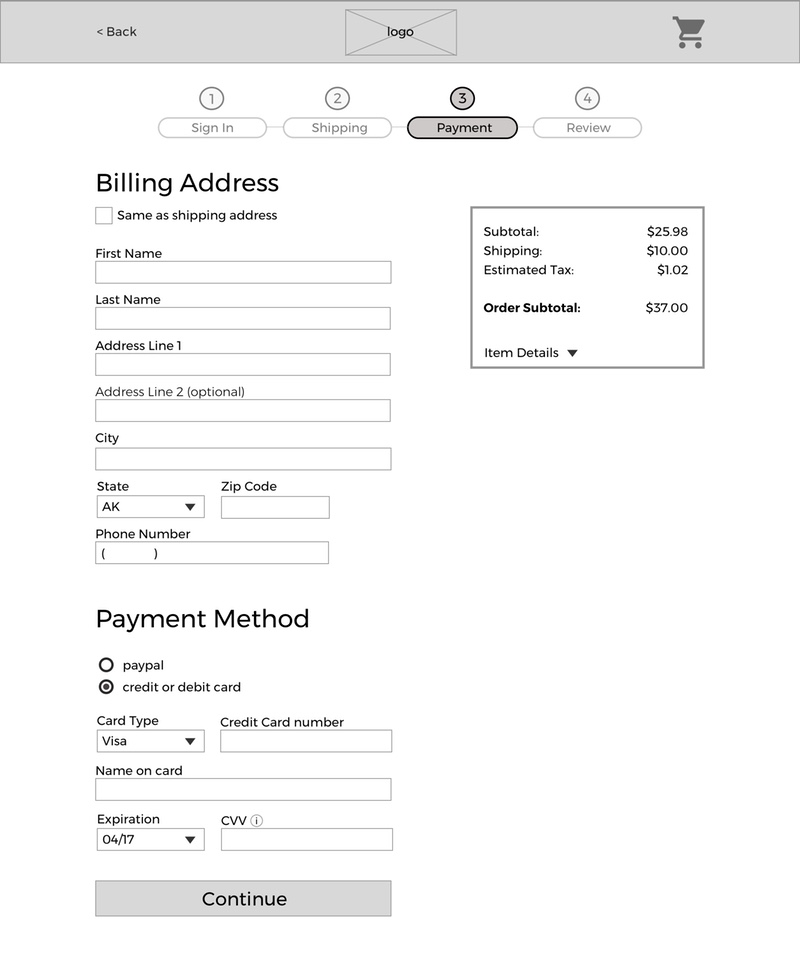 < Back
logo
1
2
3
4
Sign In
Shipping
Payment
Review
Billing Address
Same as shipping address
First Name
Last Name
Address Line 1
Address Line 2 (optional)
City
State
Zip Code
AK
Phone Number
( )
Payment Method
paypal
credit or debit card
Card Type
Credit Card number
Visa
Name on card
Expiration
CVV i
04/17
Continue
Subtotal: $25.98
Shipping: $10.00
Estimated Tax: $1.02
Order Subtotal: $37.00
Item Details